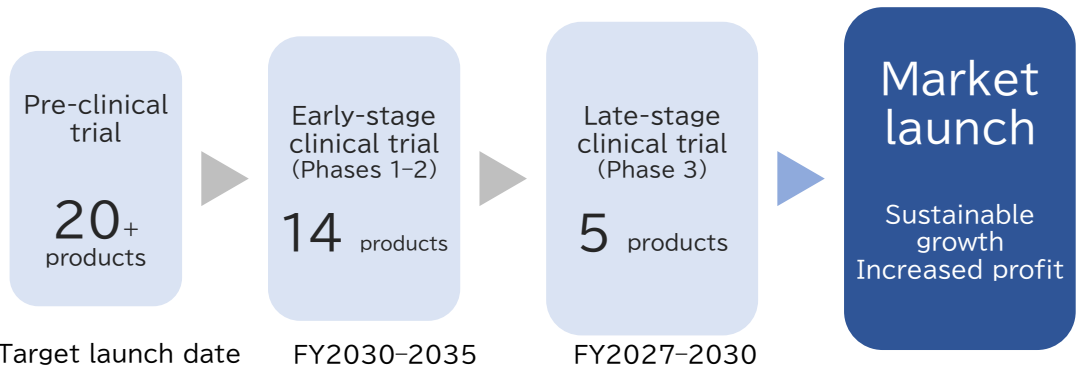 Pre-clinical
trial
20+
products
Early-stage
clinical trial
(Phases 1–2)
14 products
Late-stage
clinical trial
(Phase 3)
5 products
Market
launch
Sustainable
growth
Increased profit
Target launch date
FY2030–2035
FY2027–2030